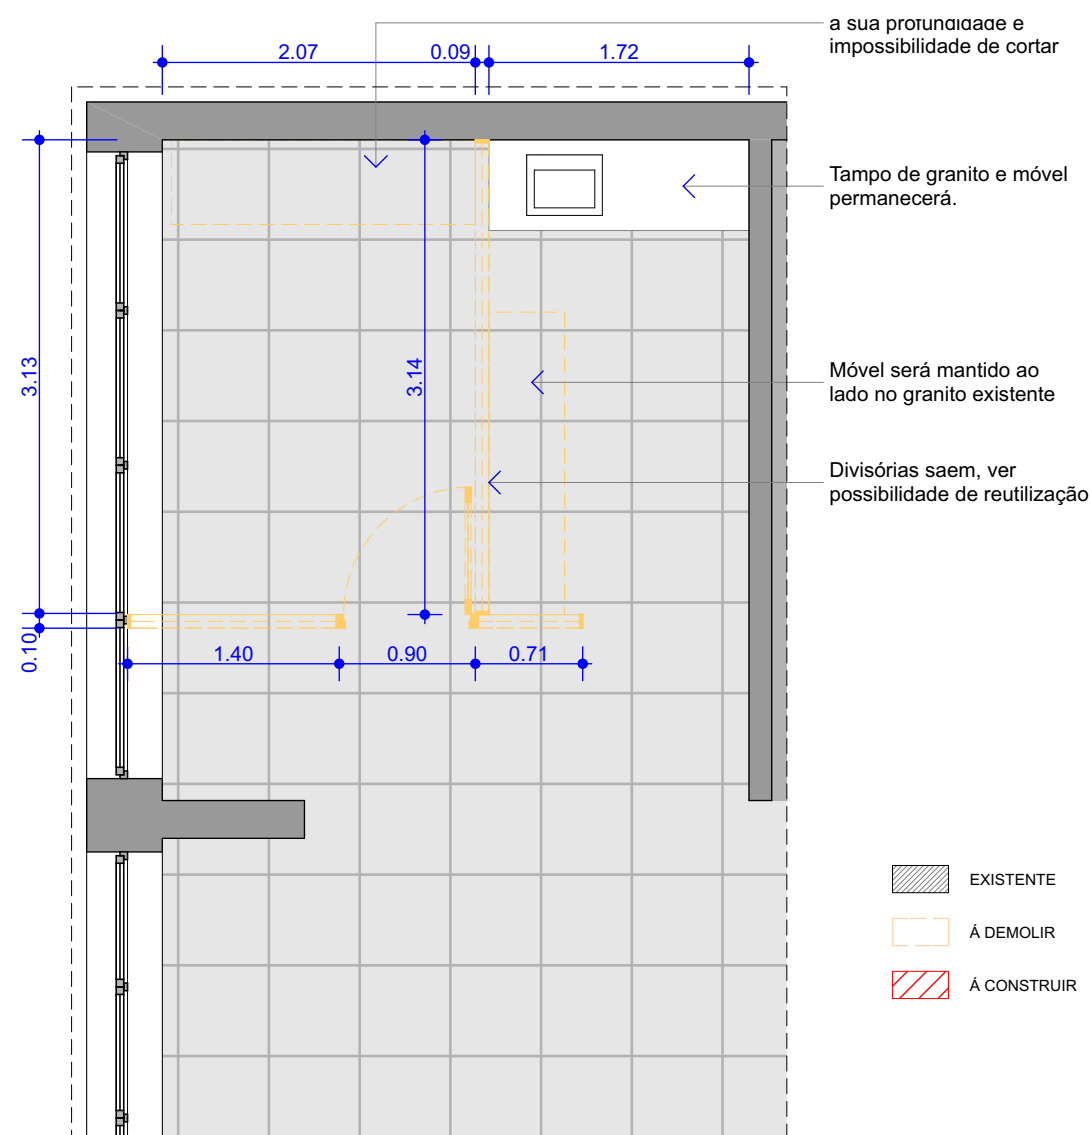 a sua profundidade e
impossibilidade de cortar
2.07
0.09
1.72
Tampo de granito e móvel
permanecerá.
3.13
3.14
Móvel será mantido ao
lado no granito existente
Divisórias saem, ver
possibilidade de reutilização
0.10
1.40
0.90
0.71
EXISTENTE
Á DEMOLIR
Á CONSTRUIR